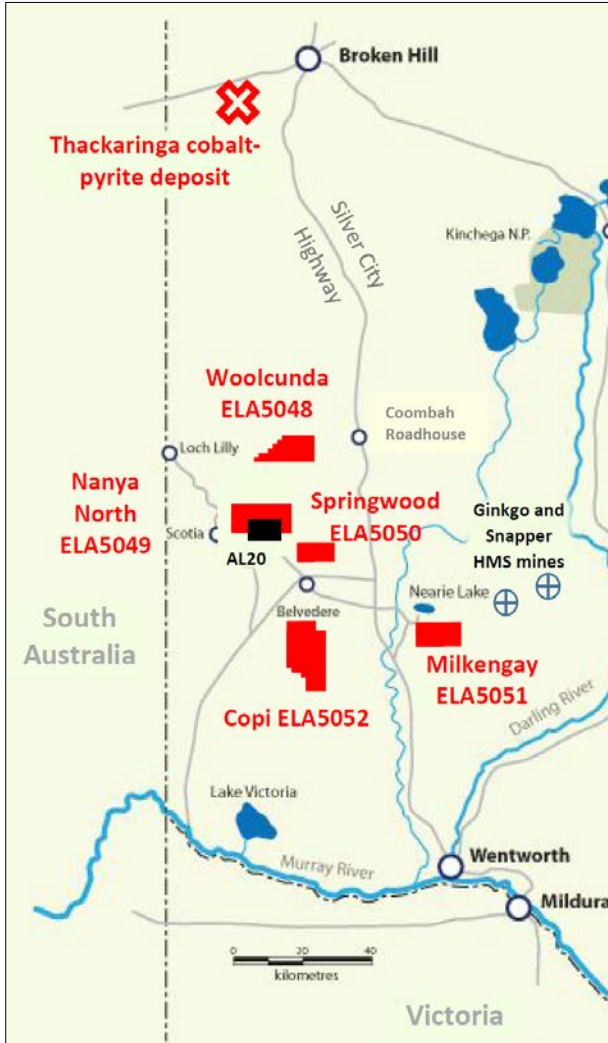 Broken Hill
Thackaringa cobalt-
pyrite deposit
Silver City
Highway
Kinchega N.P.
Woolcunda
ELA5048
Coombah
Roadhouse
Loch Lilly
Nanya
North
ELA5049
Springwood
ELA5050
Scotia
AL20
Ginkgo and
Snapper
HMS mines
Belvedere
Nearie Lake
South
Australia
Milkengay
ELA5051
Copi ELA5052
Darling River
Lake Victoria
Murray River
Wentworth
Mildura
0 20 40
kilometres
Victoria